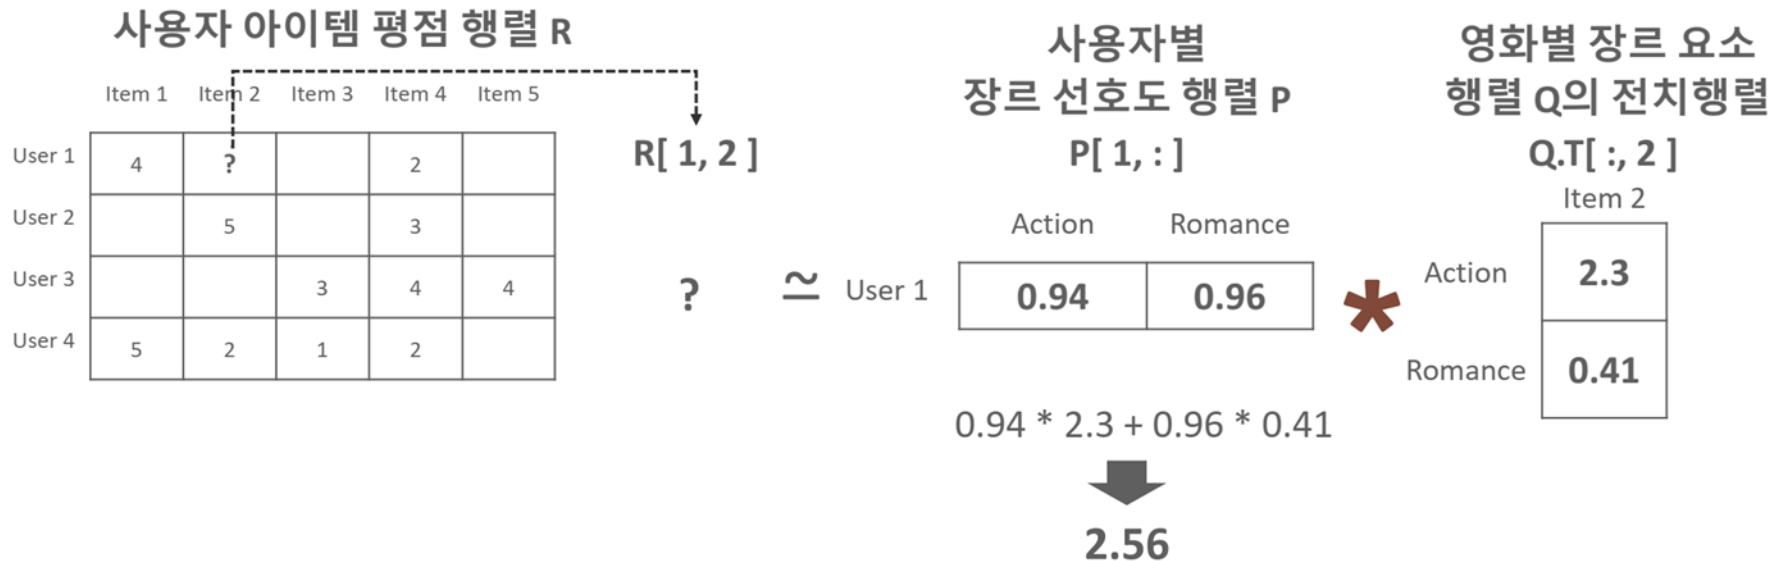 사용자 아이템 평점 행렬 R
Item 1 Item 2 Item 3 Item 4 Item 5
User 1 4 ? 2
User 2 5 3
User 3 3 4 4
User 4 5 2 1 2
R[ 1, 2 ]
?
≃
사용자별
장르 선호도 행렬 P
P[ 1, : ]
Action Romance
User 1 0.94 0.96
*
영화별 장르 요소
행렬 Q의 전치행렬
Q.T[ :, 2 ]
Item 2
Action 2.3
Romance 0.41
0.94 * 2.3 + 0.96 * 0.41
2.56